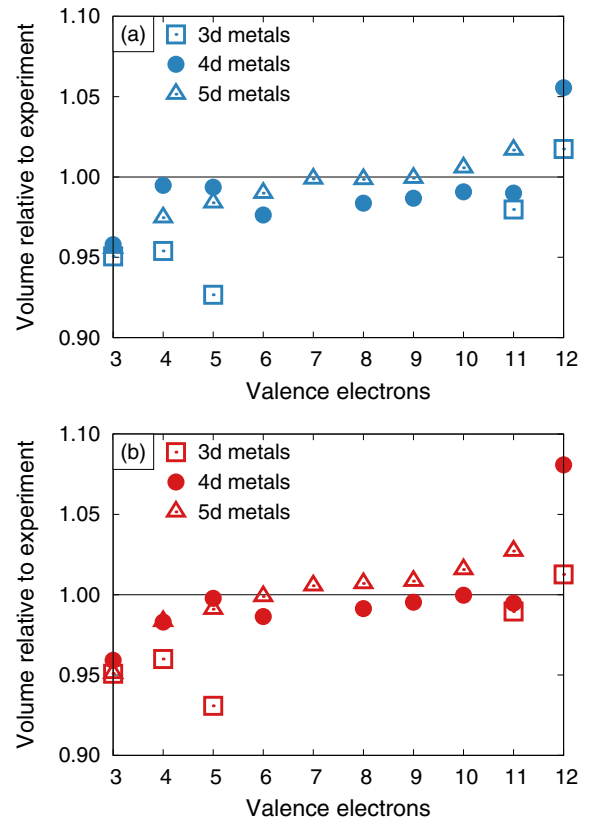 (a)
3d metals
4d metals
5d metals
Volume relative to experiment
1.10
1.05
1.00
0.95
0.90
3 4 5 6 7 8 9 10 11 12
Valence electrons
(b)
3d metals
4d metals
5d metals
Volume relative to experiment
1.10
1.05
1.00
0.95
0.90
3 4 5 6 7 8 9 10 11 12
Valence electrons